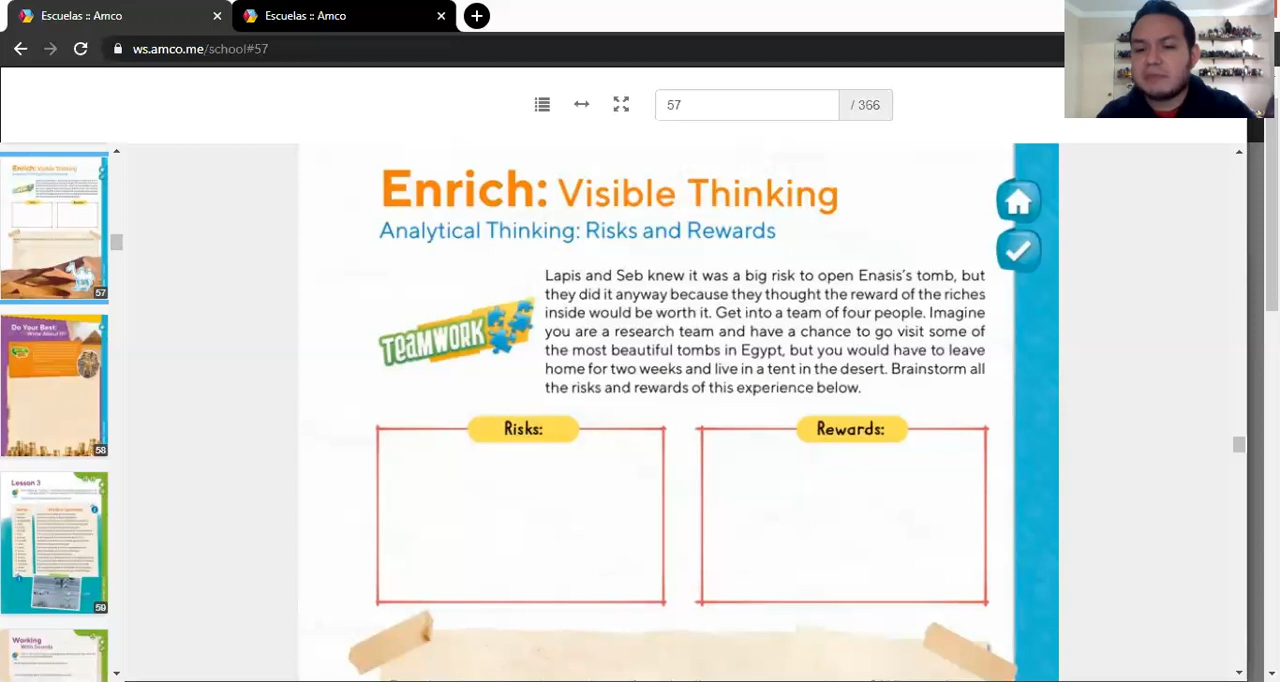 Escuelas :: Amco
Escuelas :: Amco
ws.amco.me/school#57
57 / 366
Enrich: Visible Thinking
Analytical Thinking: Risks and Rewards
Lapis and Seb knew it was a big risk to open Enasis's tomb, but
they did it anyway because they thought the reward of the riches
inside would be worth it. Get into a team of four people. Imagine
you are a research team and have a chance to go visit some of
the most beautiful tombs in Egypt, but you would have to leave
home for two weeks and live in a tent in the desert. Brainstorm all
the risks and rewards of this experience below.
TEAMWORK
Risks:
Rewards:
Enrich: Visible Thinking
57
Do Your Best:
Write About It!
58
Lesson 3
59
Working
With Sounds